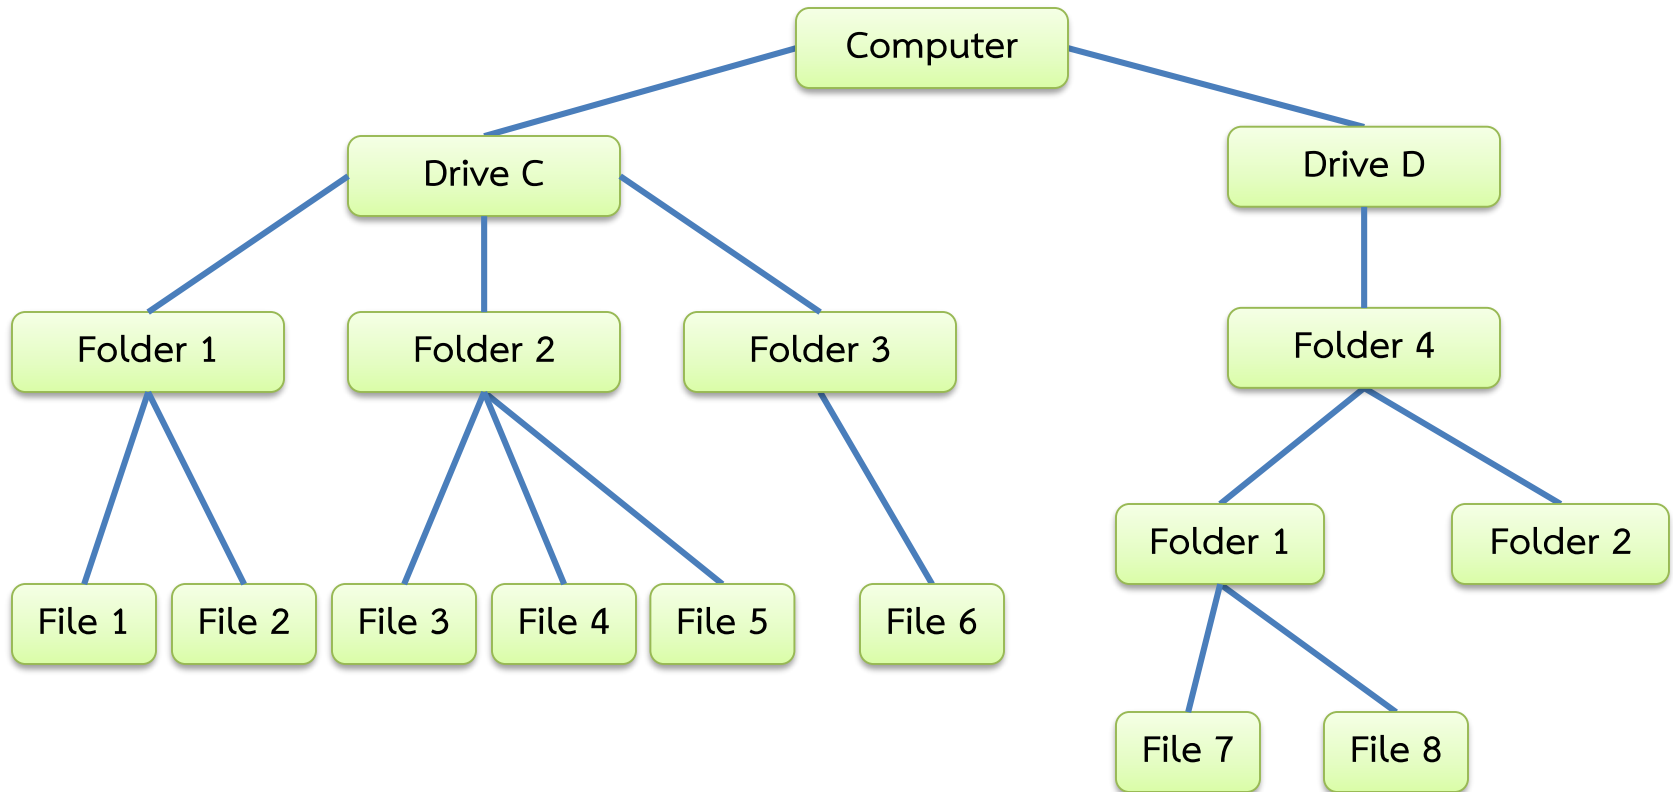 Computer
Drive C
Drive D
Folder 1
Folder 2
Folder 3
Folder 4
Folder 1
Folder 2
File 1
File 2
File 3
File 4
File 5
File 6
File 7
File 8